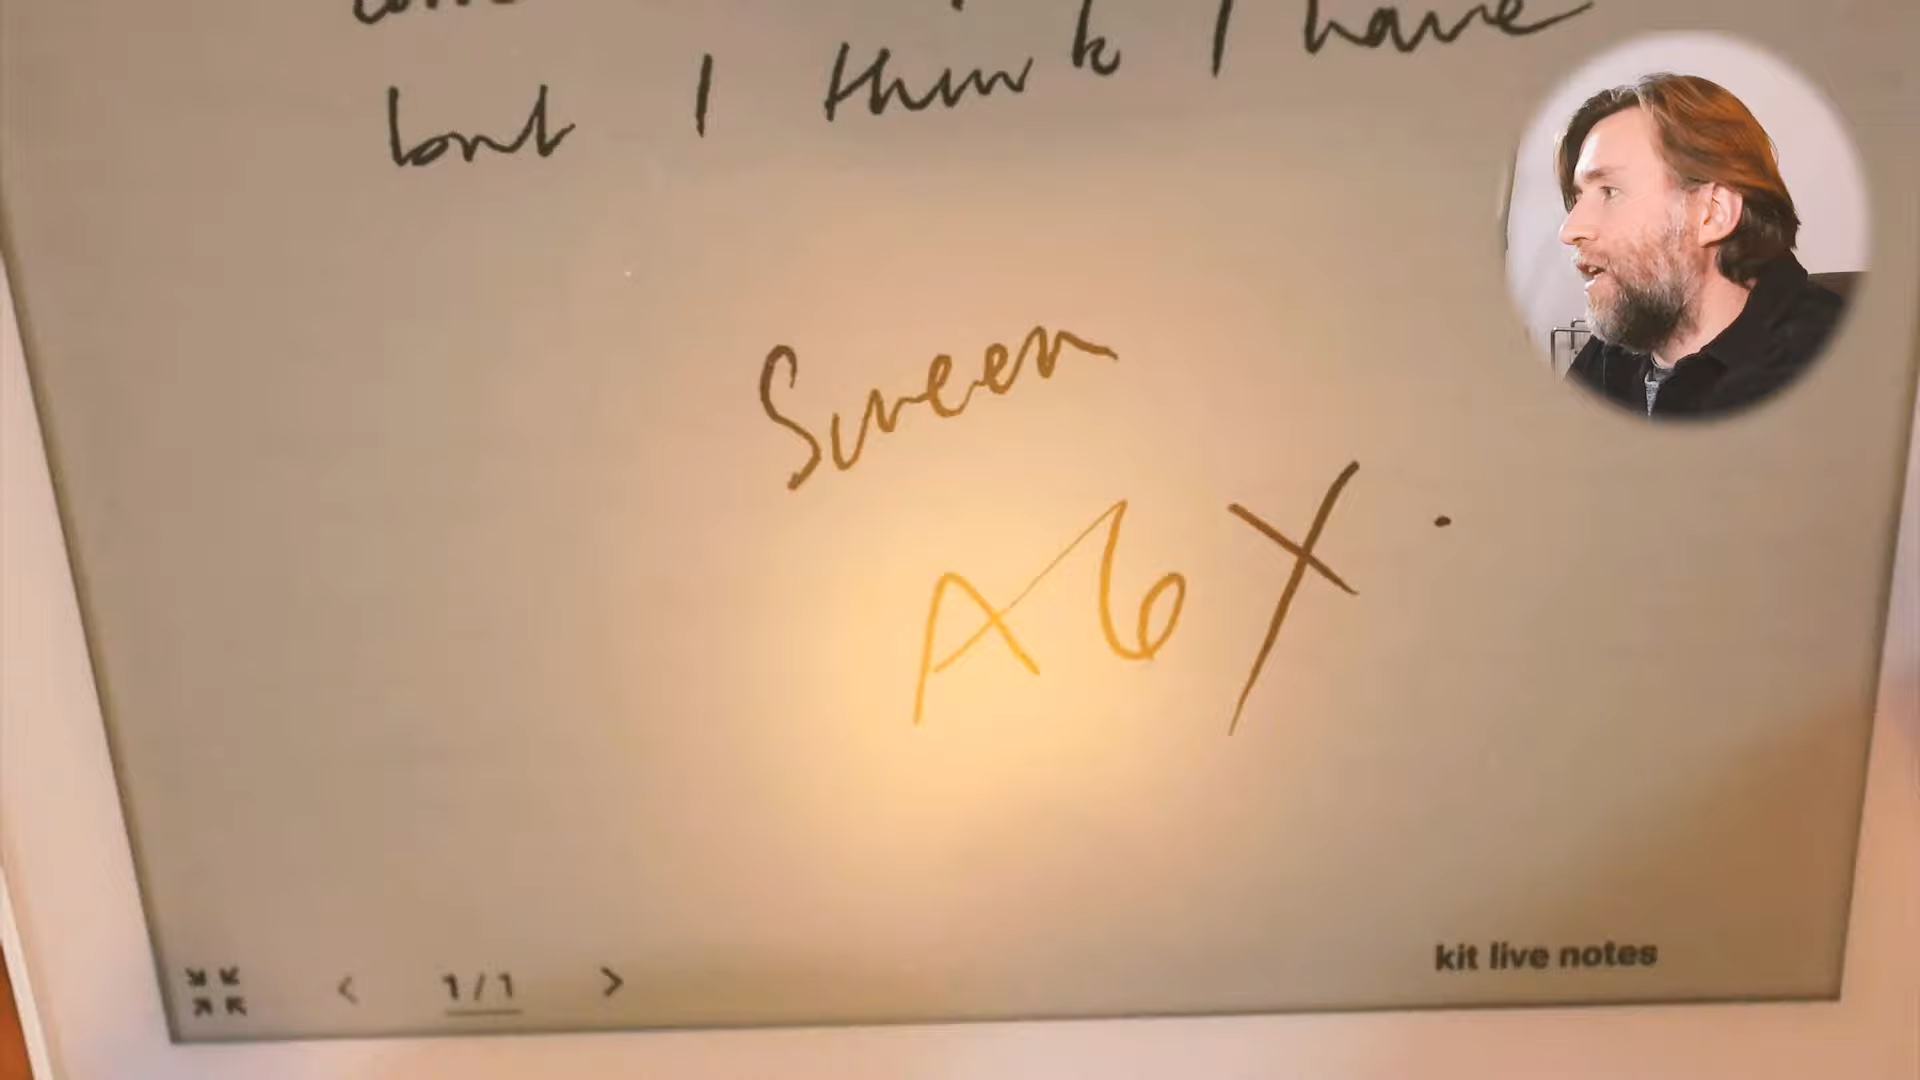 but I think I have
Screen
A6X.
1/1
kit live notes